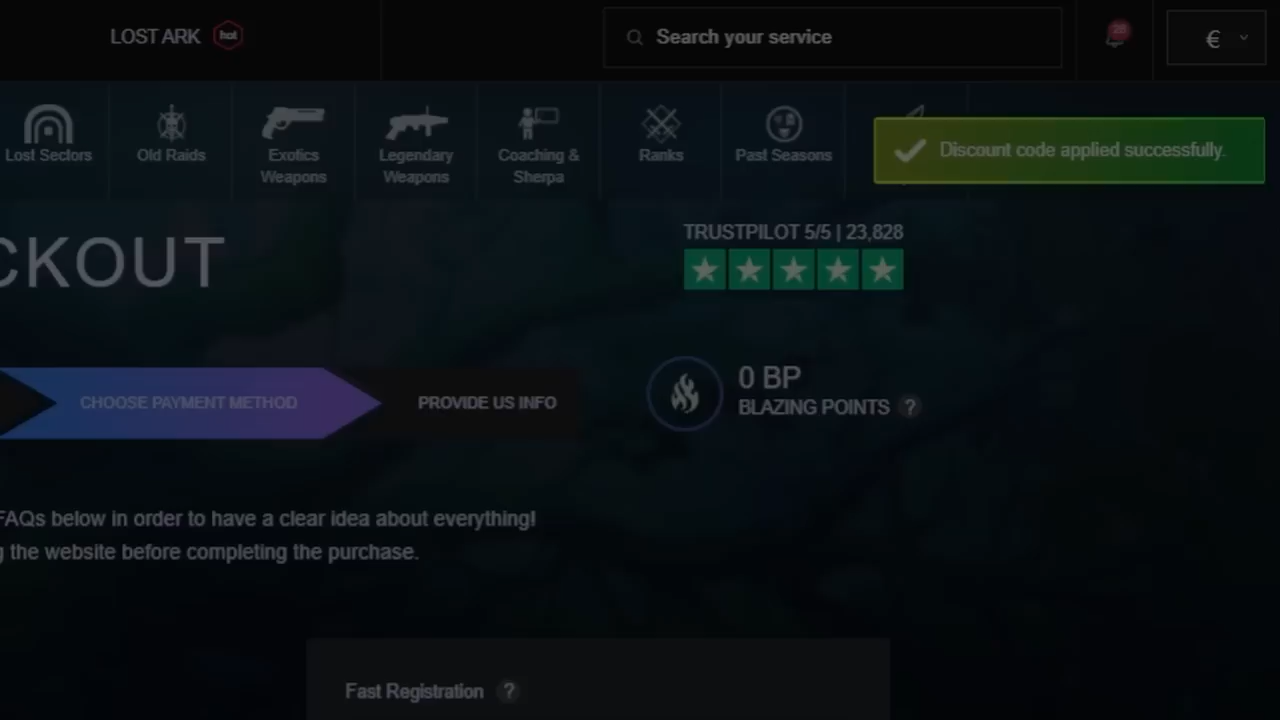 LOST ARK hot
Search your service
28
€
Lost Sectors
Old Raids
Exotics
Weapons
Legendary
Weapons
Coaching &
Sherpa
Ranks
Past Seasons
Discount code applied successfully.
CKOUT
TRUSTPILOT 5/5 | 23,828
CHOOSE PAYMENT METHOD
PROVIDE US INFO
0 BP
BLAZING POINTS ?
FAQs below in order to have a clear idea about everything!
g the website before completing the purchase.
Fast Registration ?